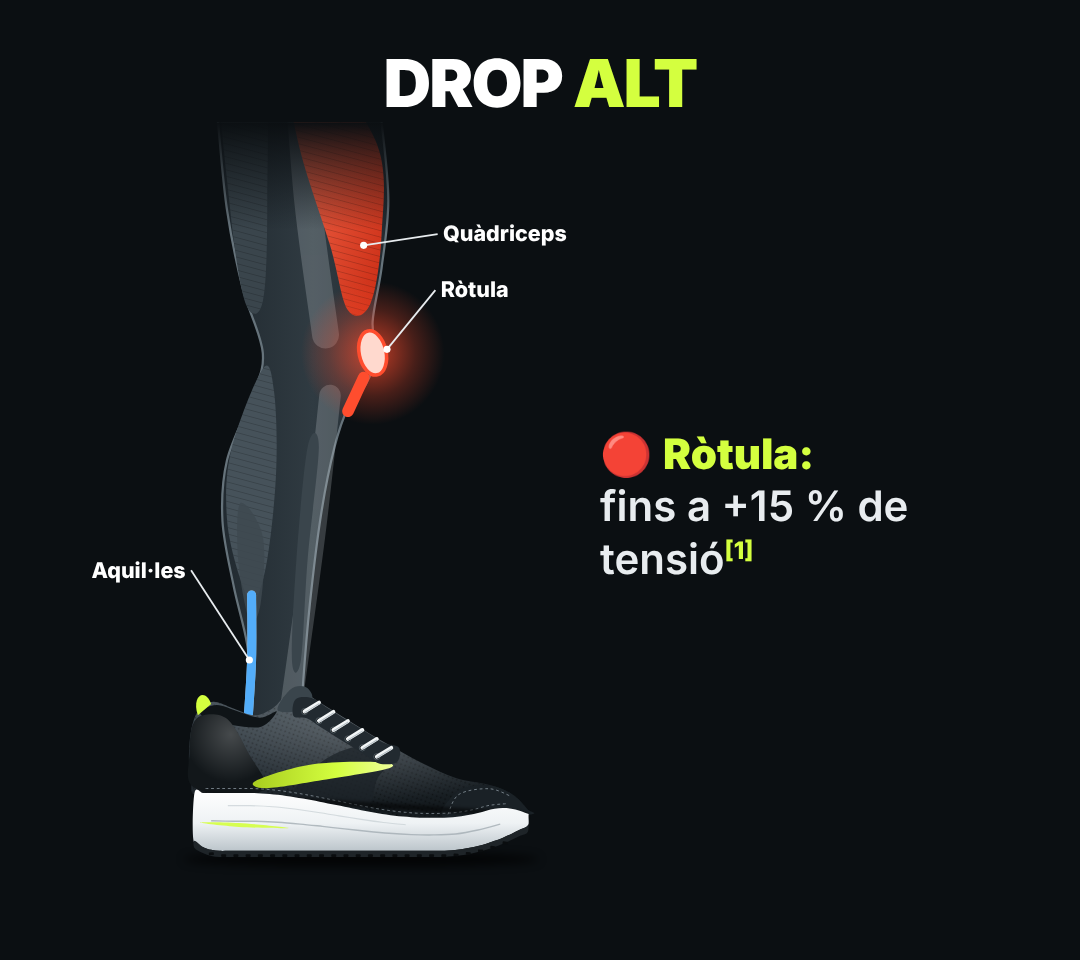 DROP ALT
Quàdriceps
Ròtula
🔴 Ròtula:
fins a +15 % de
tensió[1]
Aquil·les